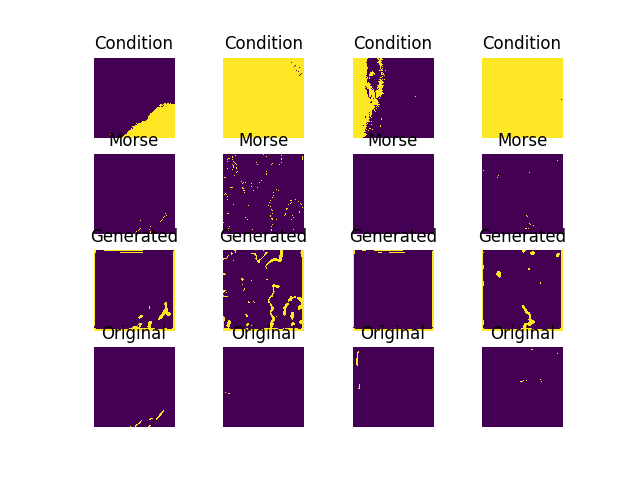 Condition Condition Condition Condition
Morse Morse Morse Morse
Generated Generated Generated Generated
Original Original Original Original